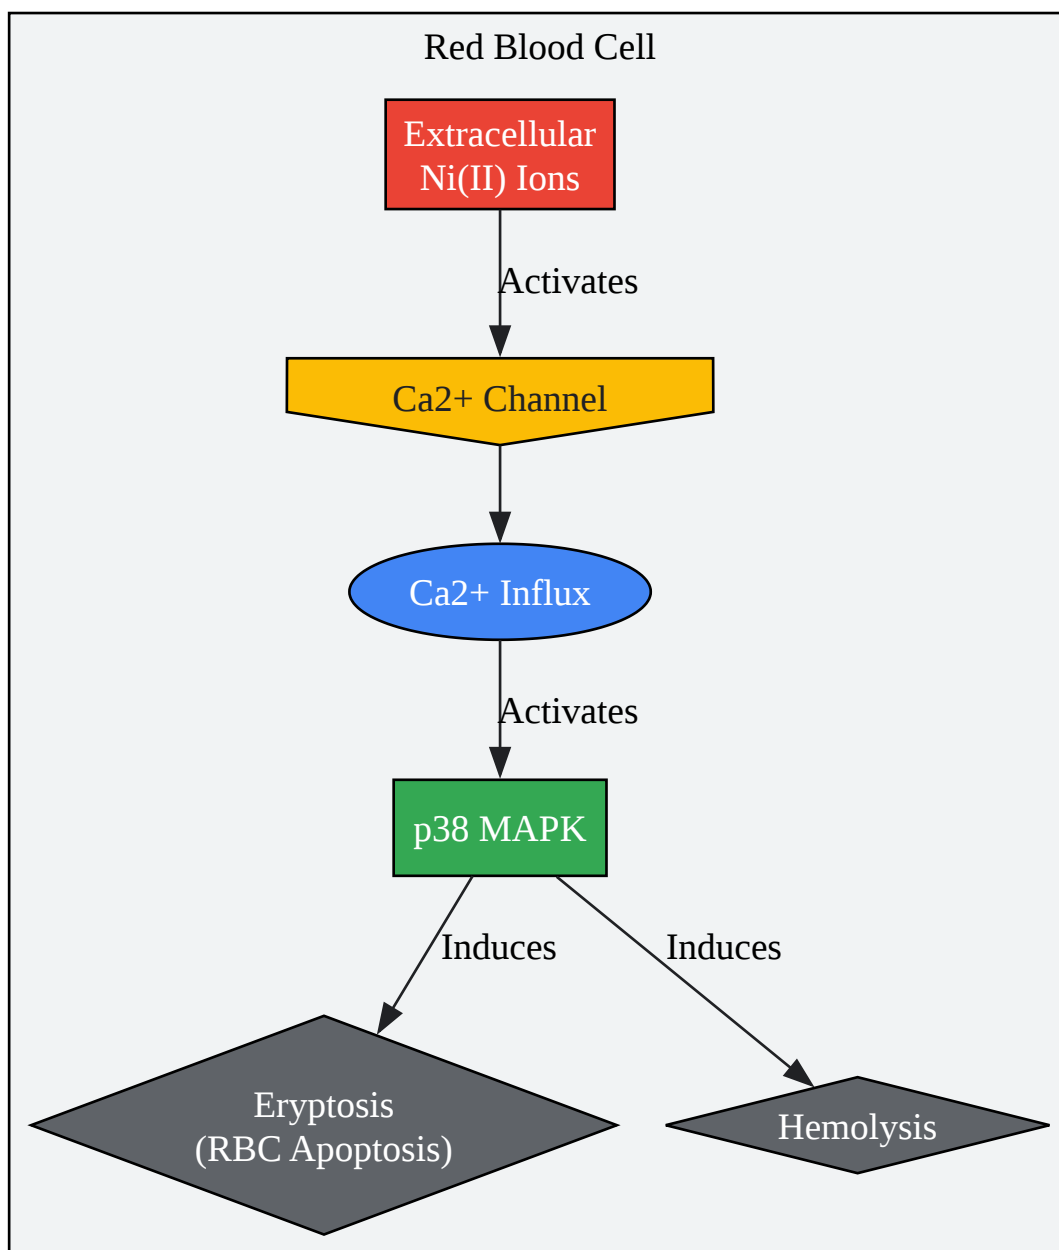 Red Blood Cell
Extracellular
Ni(II) Ions
Activates
Ca2+ Channel
Ca2+ Influx
Activates
p38 MAPK
Induces
Induces
Eryptosis
(RBC Apoptosis)
Hemolysis